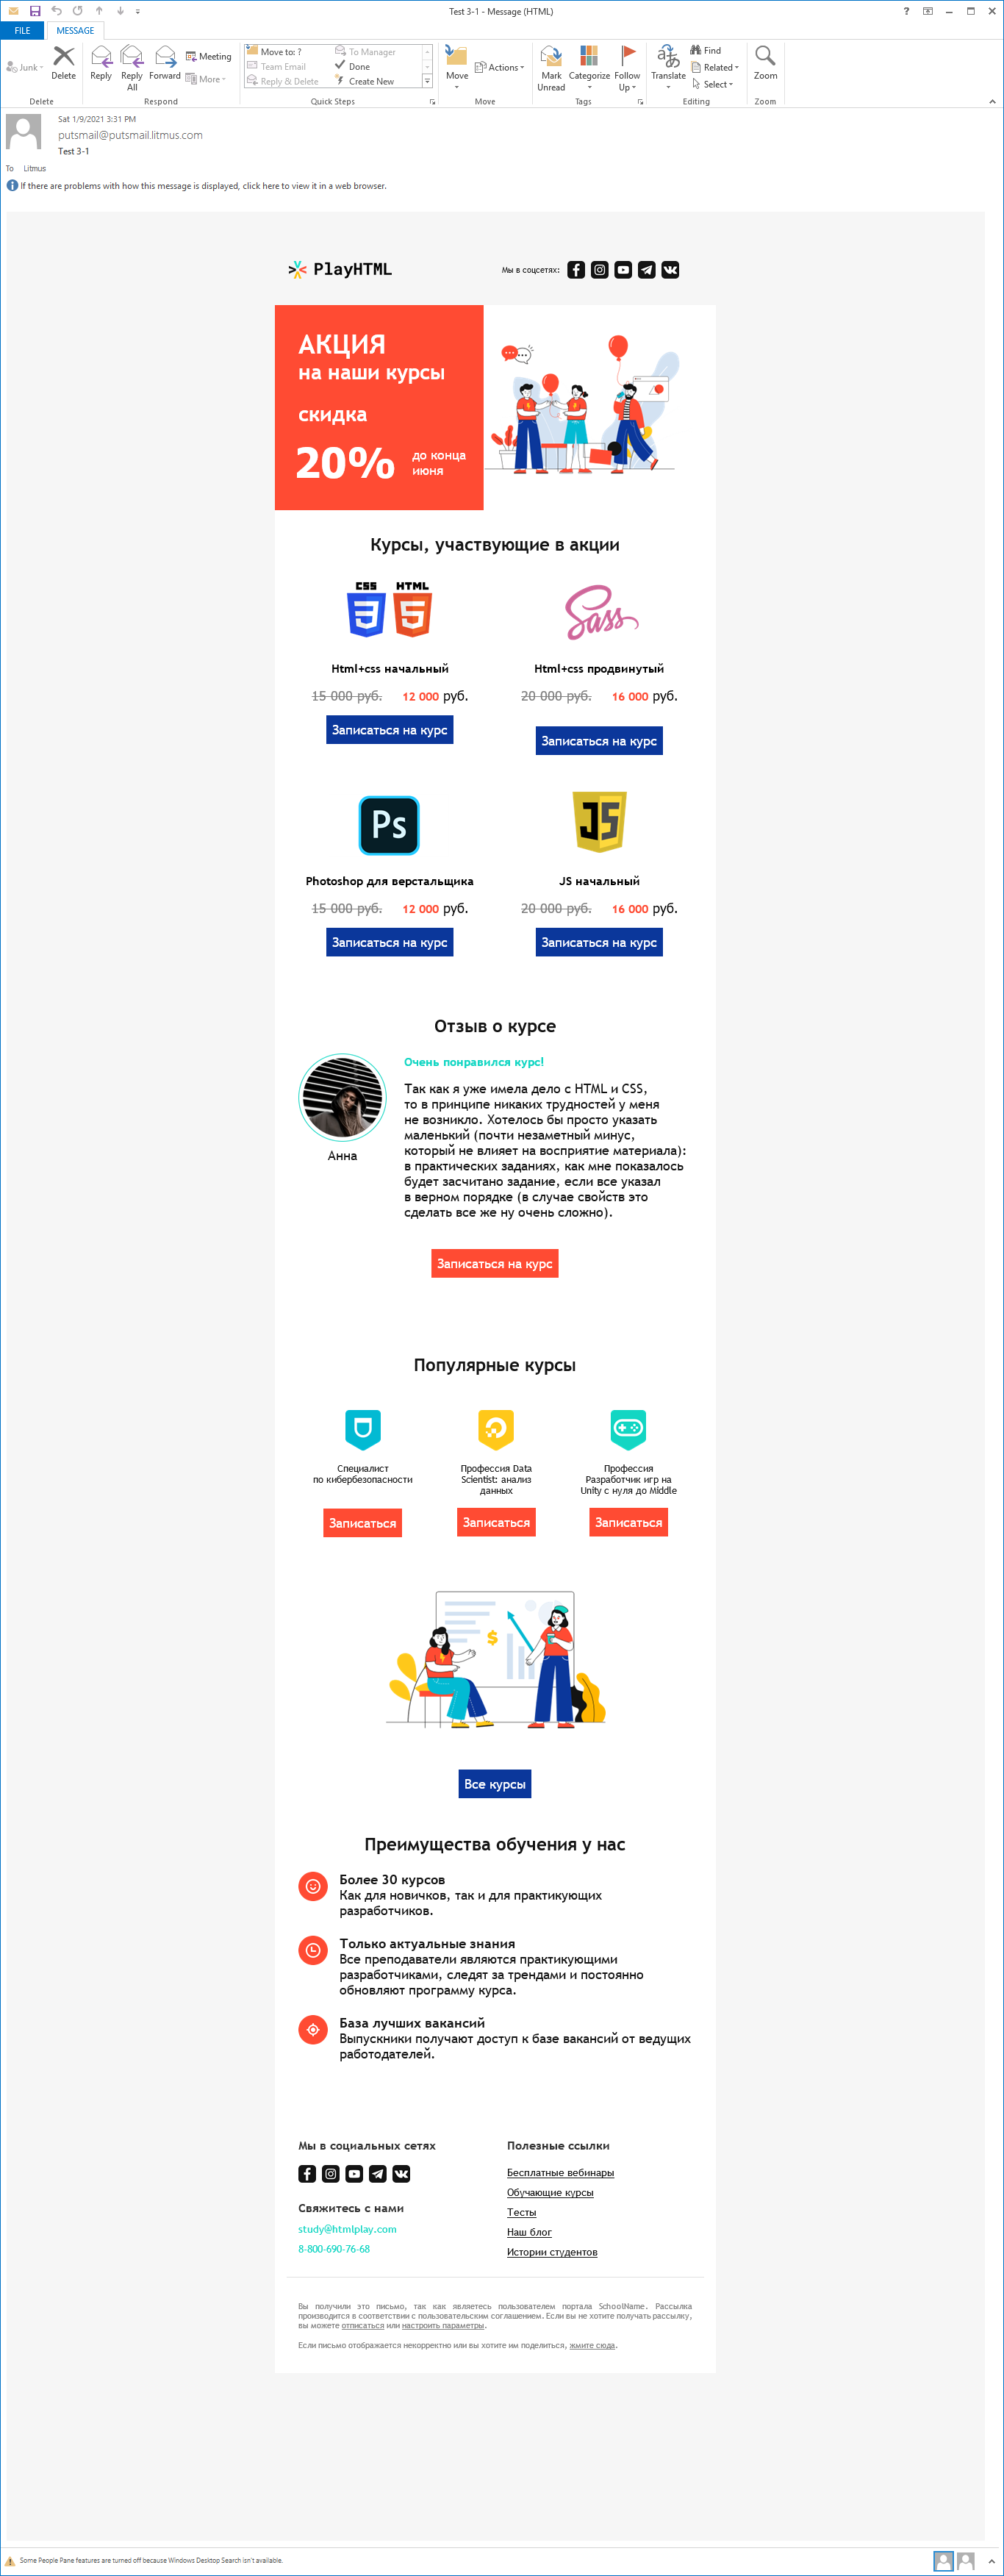 Test 3-1 - Message (HTML)
FILE
MESSAGE
Junk
Delete
Reply
Reply All
Forward
Meeting
More
Move to: ?
Team Email
Reply & Delete
To Manager
Done
Create New
Move
Actions
Mark Unread
Categorize
Follow Up
Translate
Find
Related
Select
Zoom
Delete
Respond
Quick Steps
Move
Tags
Editing
Zoom
Sat 1/9/2021 3:31 PM
putsmail@putsmail.litmus.com
Test 3-1
To Litmus
If there are problems with how this message is displayed, click here to view it in a web browser.
PlayHTML
Мы в соцсетях:
АКЦИЯ
на наши курсы
скидка
20%
до конца
июня
Курсы, участвующие в акции
CSS HTML
3 5
Sass
Html+css начальный
Html+css продвинутый
15 000 руб. 12 000 руб.
20 000 руб. 16 000 руб.
Записаться на курс
Записаться на курс
Ps
JS
Photoshop для верстальщика
JS начальный
15 000 руб. 12 000 руб.
20 000 руб. 16 000 руб.
Записаться на курс
Записаться на курс
Отзыв о курсе
Очень понравился курс!
Так как я уже имела дело с HTML и CSS,
то в принципе никаких трудностей у меня
не возникло. Хотелось бы просто указать
маленький (почти незаметный минус,
который не влияет на восприятие материала):
в практических заданиях, как мне показалось
будет засчитано задание, если все указал
в верном порядке (в случае свойств это
сделать все же ну очень сложно).
Анна
Записаться на курс
Популярные курсы
Специалист
по кибербезопасности
Профессия Data
Scientist: анализ
данных
Профессия
Разработчик игр на
Unity с нуля до Middle
Записаться
Записаться
Записаться
$
Все курсы
Преимущества обучения у нас
Более 30 курсов
Как для новичков, так и для практикующих
разработчиков.
Только актуальные знания
Все преподаватели являются практикующими
разработчиками, следят за трендами и постоянно
обновляют программу курса.
База лучших вакансий
Выпускники получают доступ к базе вакансий от ведущих
работодателей.
Мы в социальных сетях
Свяжитесь с нами
study@htmlplay.com
8-800-690-76-68
Полезные ссылки
Бесплатные вебинары
Обучающие курсы
Тесты
Наш блог
Истории студентов
Вы получили это письмо, так как являетесь пользователем портала SchoolName. Рассылка
производится в соответствии с пользовательским соглашением. Если вы не хотите получать рассылку,
вы можете отписаться или настроить параметры.
Если письмо отображается некорректно или вы хотите им поделиться, жмите сюда.
Some People Pane features are turned off because Windows Desktop Search isn't available.